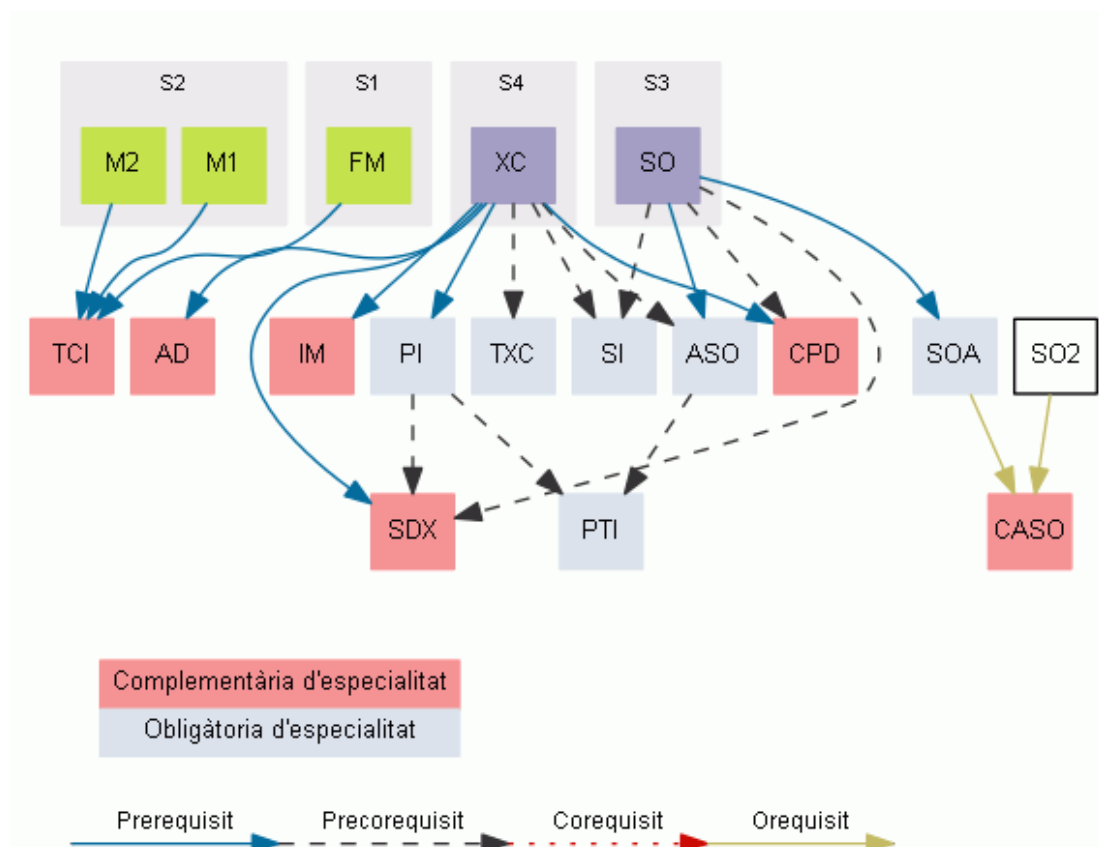 S2 S1 S4 S3
M2 M1 FM XC SO
TCI AD IM PI TXC SI ASO CPD SOA SO2
SDX PTI CASO
Complementària d'especialitat
Obligàtoria d'especialitat
Prerequisit Precorequisit Corequisit Orequisit